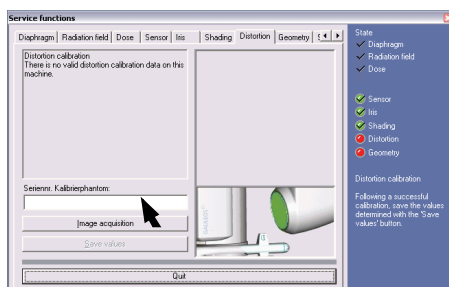 Service functions
Diaphragm Radiation field Dose Sensor Iris Shading Distortion Geometry
Distortion calibration
There is no valid distortion calibration data on this
machine.
Seriennr. Kalibrierphantom:
Image acquisition
Save values
Quit
State
Diaphragm
Radiation field
Dose
Sensor
Iris
Shading
Distortion
Geometry
Distortion calibration
Following a successful
calibration, save the values
determined with the 'Save
values' button.